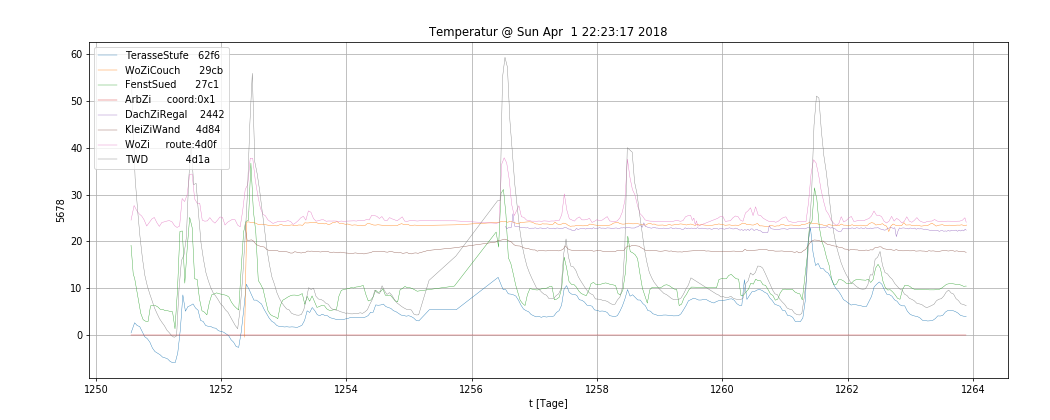 Temperatur @ Sun Apr  1 22:23:17 2018
TerasseStufe 62f6
WoZiCouch 29cb
FenstSued 27c1
ArbZi coord:0x1
DachZiRegal 2442
KleiZiWand 4d84
WoZi route:4d0f
TWD 4d1a
60
50
40
30
20
10
0
5678
1250 1252 1254 1256 1258 1260 1262 1264
t [Tage]